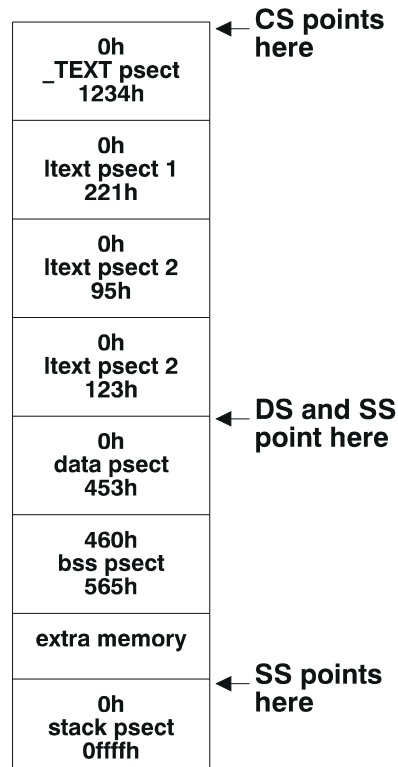 CS points
here
0h
_TEXT psect
1234h
ltext psect 1
221h
0h
ltext psect 2
95h
0h
ltext psect 2
123h
DS and SS
point here
0h
data psect
453h
460h
bss psect
565h
extra memory
SS points
here
0h
stack psect
0ffffh